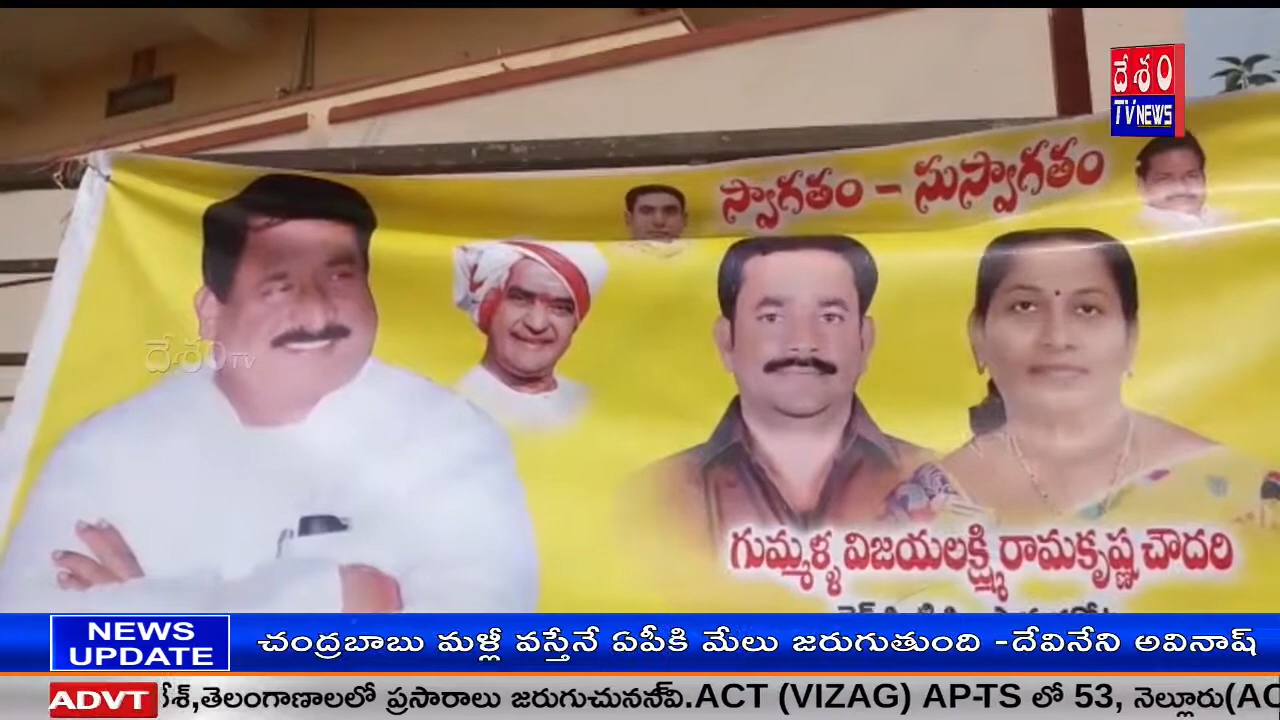 దేశం
TV NEWS
స్వాగతం – సుస్వాగతం
దేశం TV
గుమ్మళ్ళ విజయలక్ష్మి రామకృష్ణ చౌదరి
NEWS UPDATE
-చంద్రబాబు మళ్లీ వస్తేనే ఏపీకి మేలు జరుగుతుంది -దేవినేని అవినాష్
ADVT
,తెలంగాణాలలో ప్రసారాలు జరుగుచున్నవి.ACT (VIZAG) AP-TS లో 53, నెల్లూరు(AC